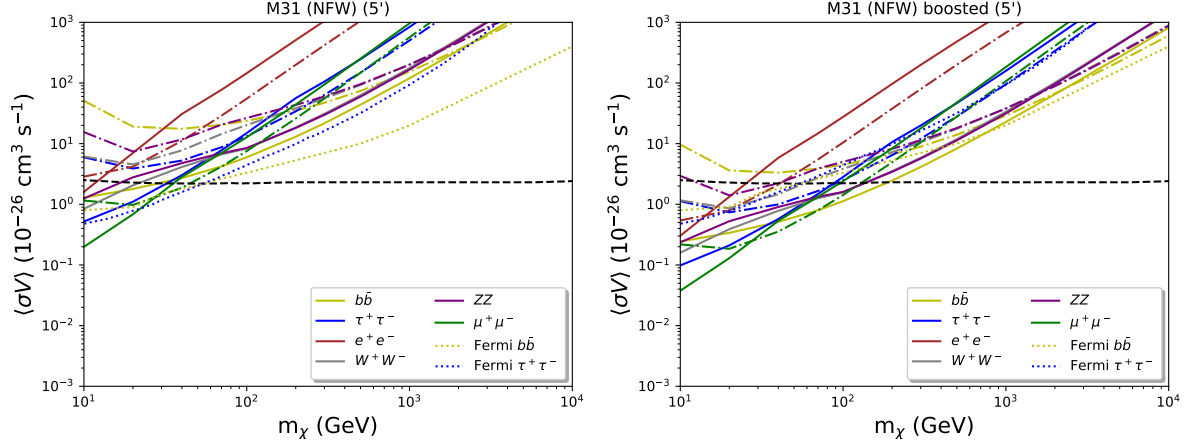 M31 (NFW) (5')
10³
10²
10¹
10⁰
10⁻¹
10⁻²
10⁻³
⟨σV⟩ (10⁻²⁶ cm³ s⁻¹)
bb̄
τ⁺τ⁻
e⁺e⁻
W⁺W⁻
ZZ
μ⁺μ⁻
Fermi bb̄
Fermi τ⁺τ⁻
10¹ 10² 10³ 10⁴
mχ (GeV)
M31 (NFW) boosted (5')
10³
10²
10¹
10⁰
10⁻¹
10⁻²
10⁻³
⟨σV⟩ (10⁻²⁶ cm³ s⁻¹)
bb̄
τ⁺τ⁻
e⁺e⁻
W⁺W⁻
ZZ
μ⁺μ⁻
Fermi bb̄
Fermi τ⁺τ⁻
10¹ 10² 10³ 10⁴
mχ (GeV)